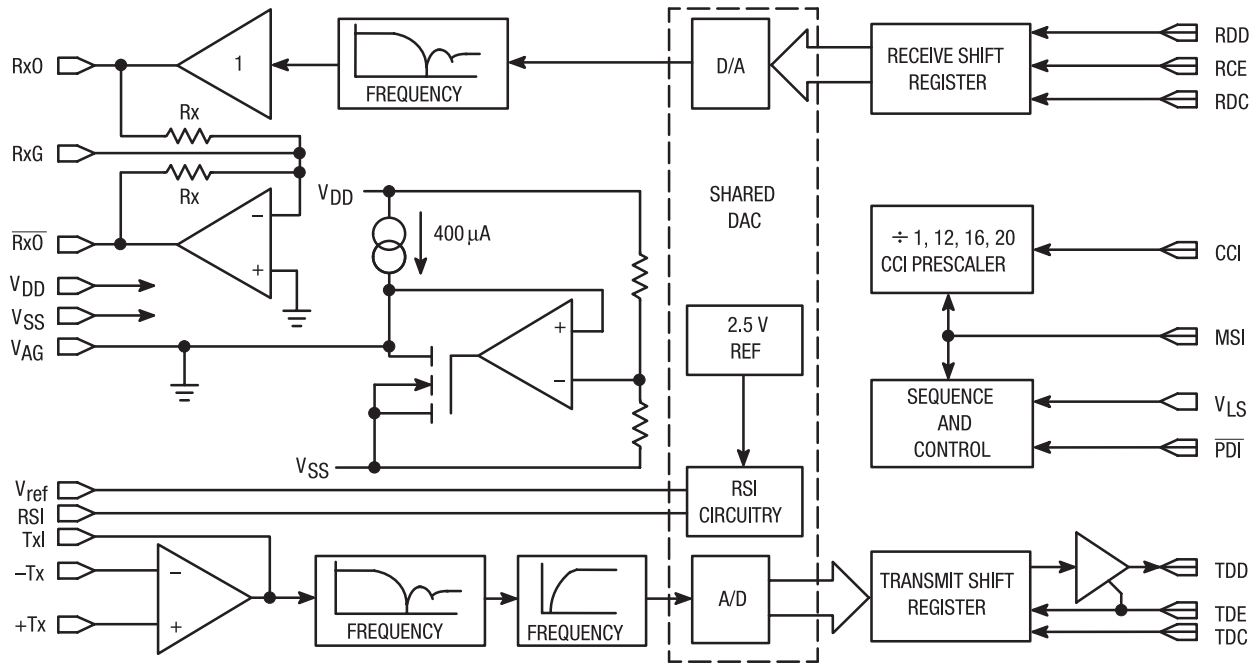 RxO
1
FREQUENCY
D/A
RECEIVE SHIFT
REGISTER
RDD
RCE
RDC
Rx
RxG
Rx
R̅x̅O̅
−
+
VDD
VSS
VAG
VDD
400 µA
+
−
VSS
SHARED
DAC
2.5 V
REF
RSI
CIRCUITRY
÷ 1, 12, 16, 20
CCI PRESCALER
CCI
MSI
SEQUENCE
AND
CONTROL
VLS
P̅D̅I̅
Vref
RSI
TxI
–Tx
+Tx
−
+
FREQUENCY
FREQUENCY
A/D
TRANSMIT SHIFT
REGISTER
TDD
TDE
TDC